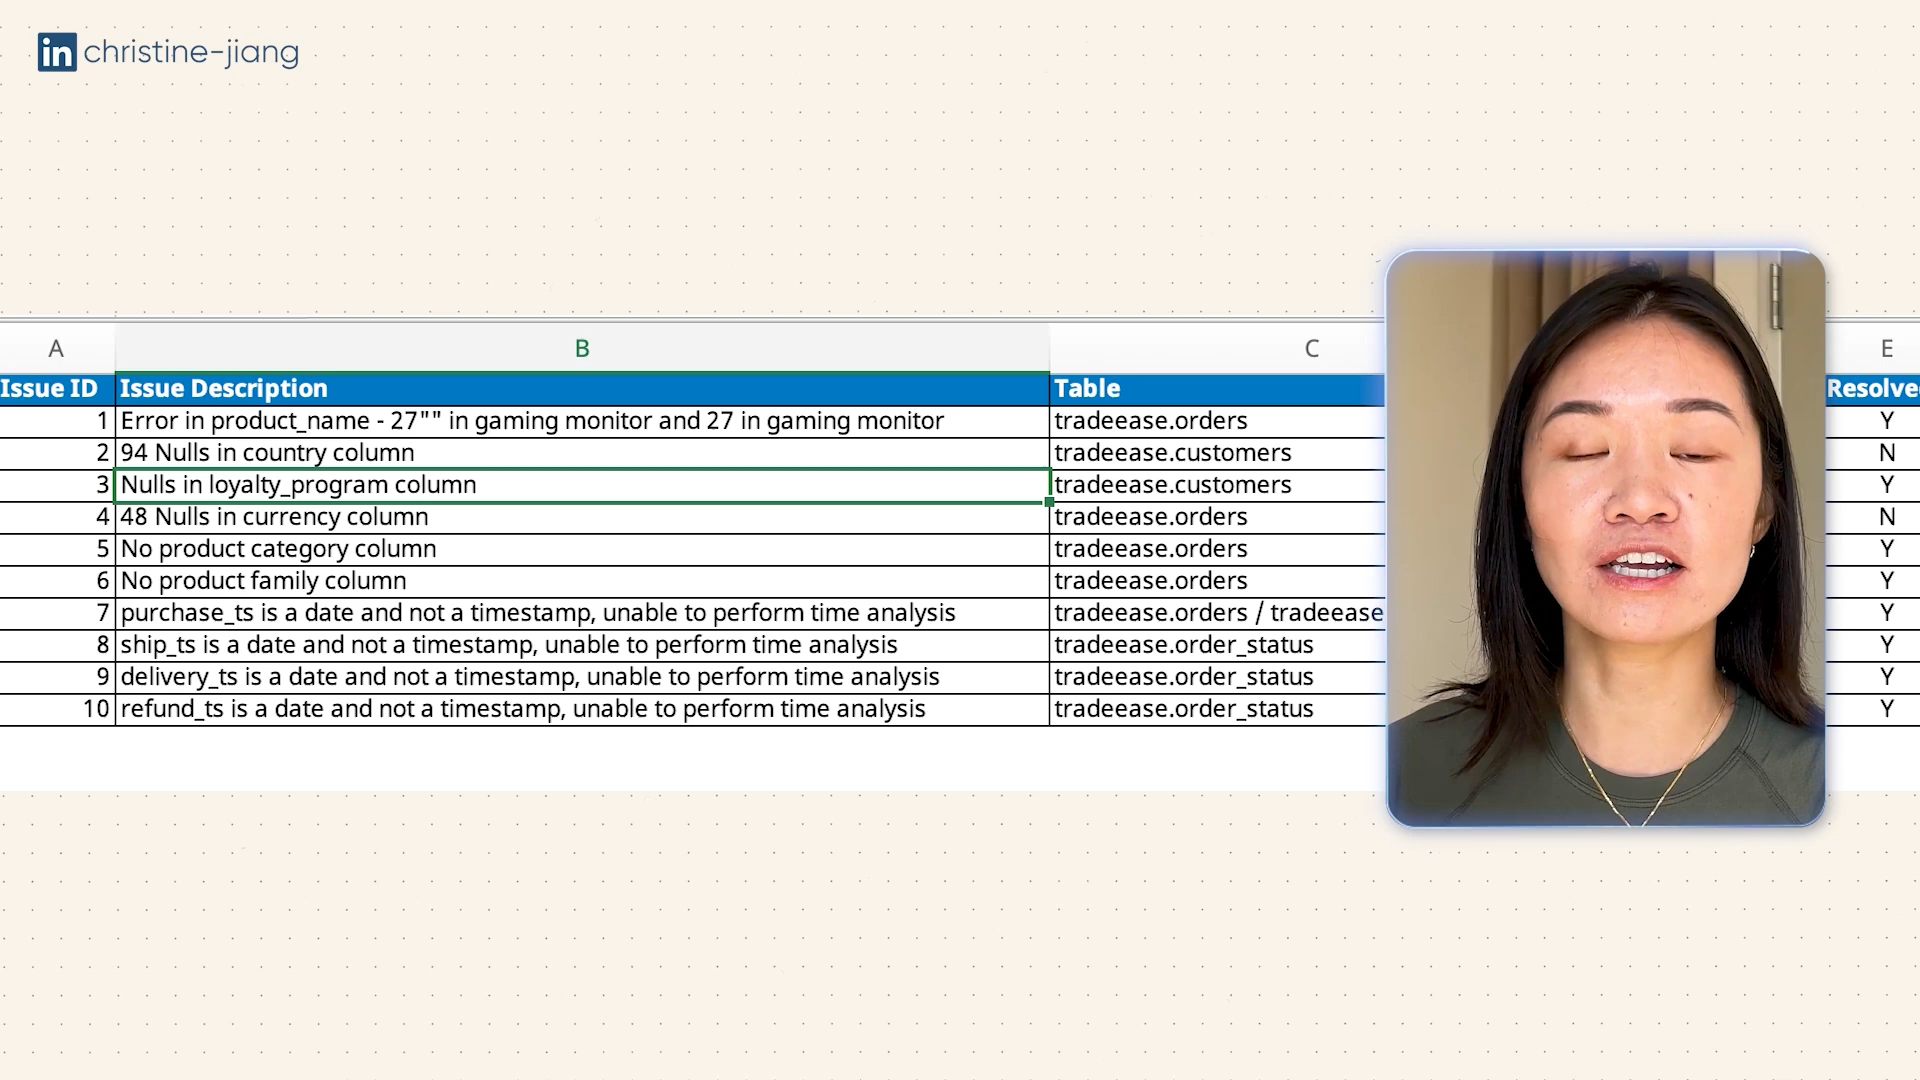 in christine-jiang
A B C E
Issue ID Issue Description Table
1 Error in product_name - 27"" in gaming monitor and 27 in gaming monitor tradeease.orders Y
2 94 Nulls in country column tradeease.customers N
3 Nulls in loyalty_program column tradeease.customers Y
4 48 Nulls in currency column tradeease.orders N
5 No product category column tradeease.orders Y
6 No product family column tradeease.orders Y
7 purchase_ts is a date and not a timestamp, unable to perform time analysis tradeease.orders / tradeease Y
8 ship_ts is a date and not a timestamp, unable to perform time analysis tradeease.order_status Y
9 delivery_ts is a date and not a timestamp, unable to perform time analysis tradeease.order_status Y
10 refund_ts is a date and not a timestamp, unable to perform time analysis tradeease.order_status Y